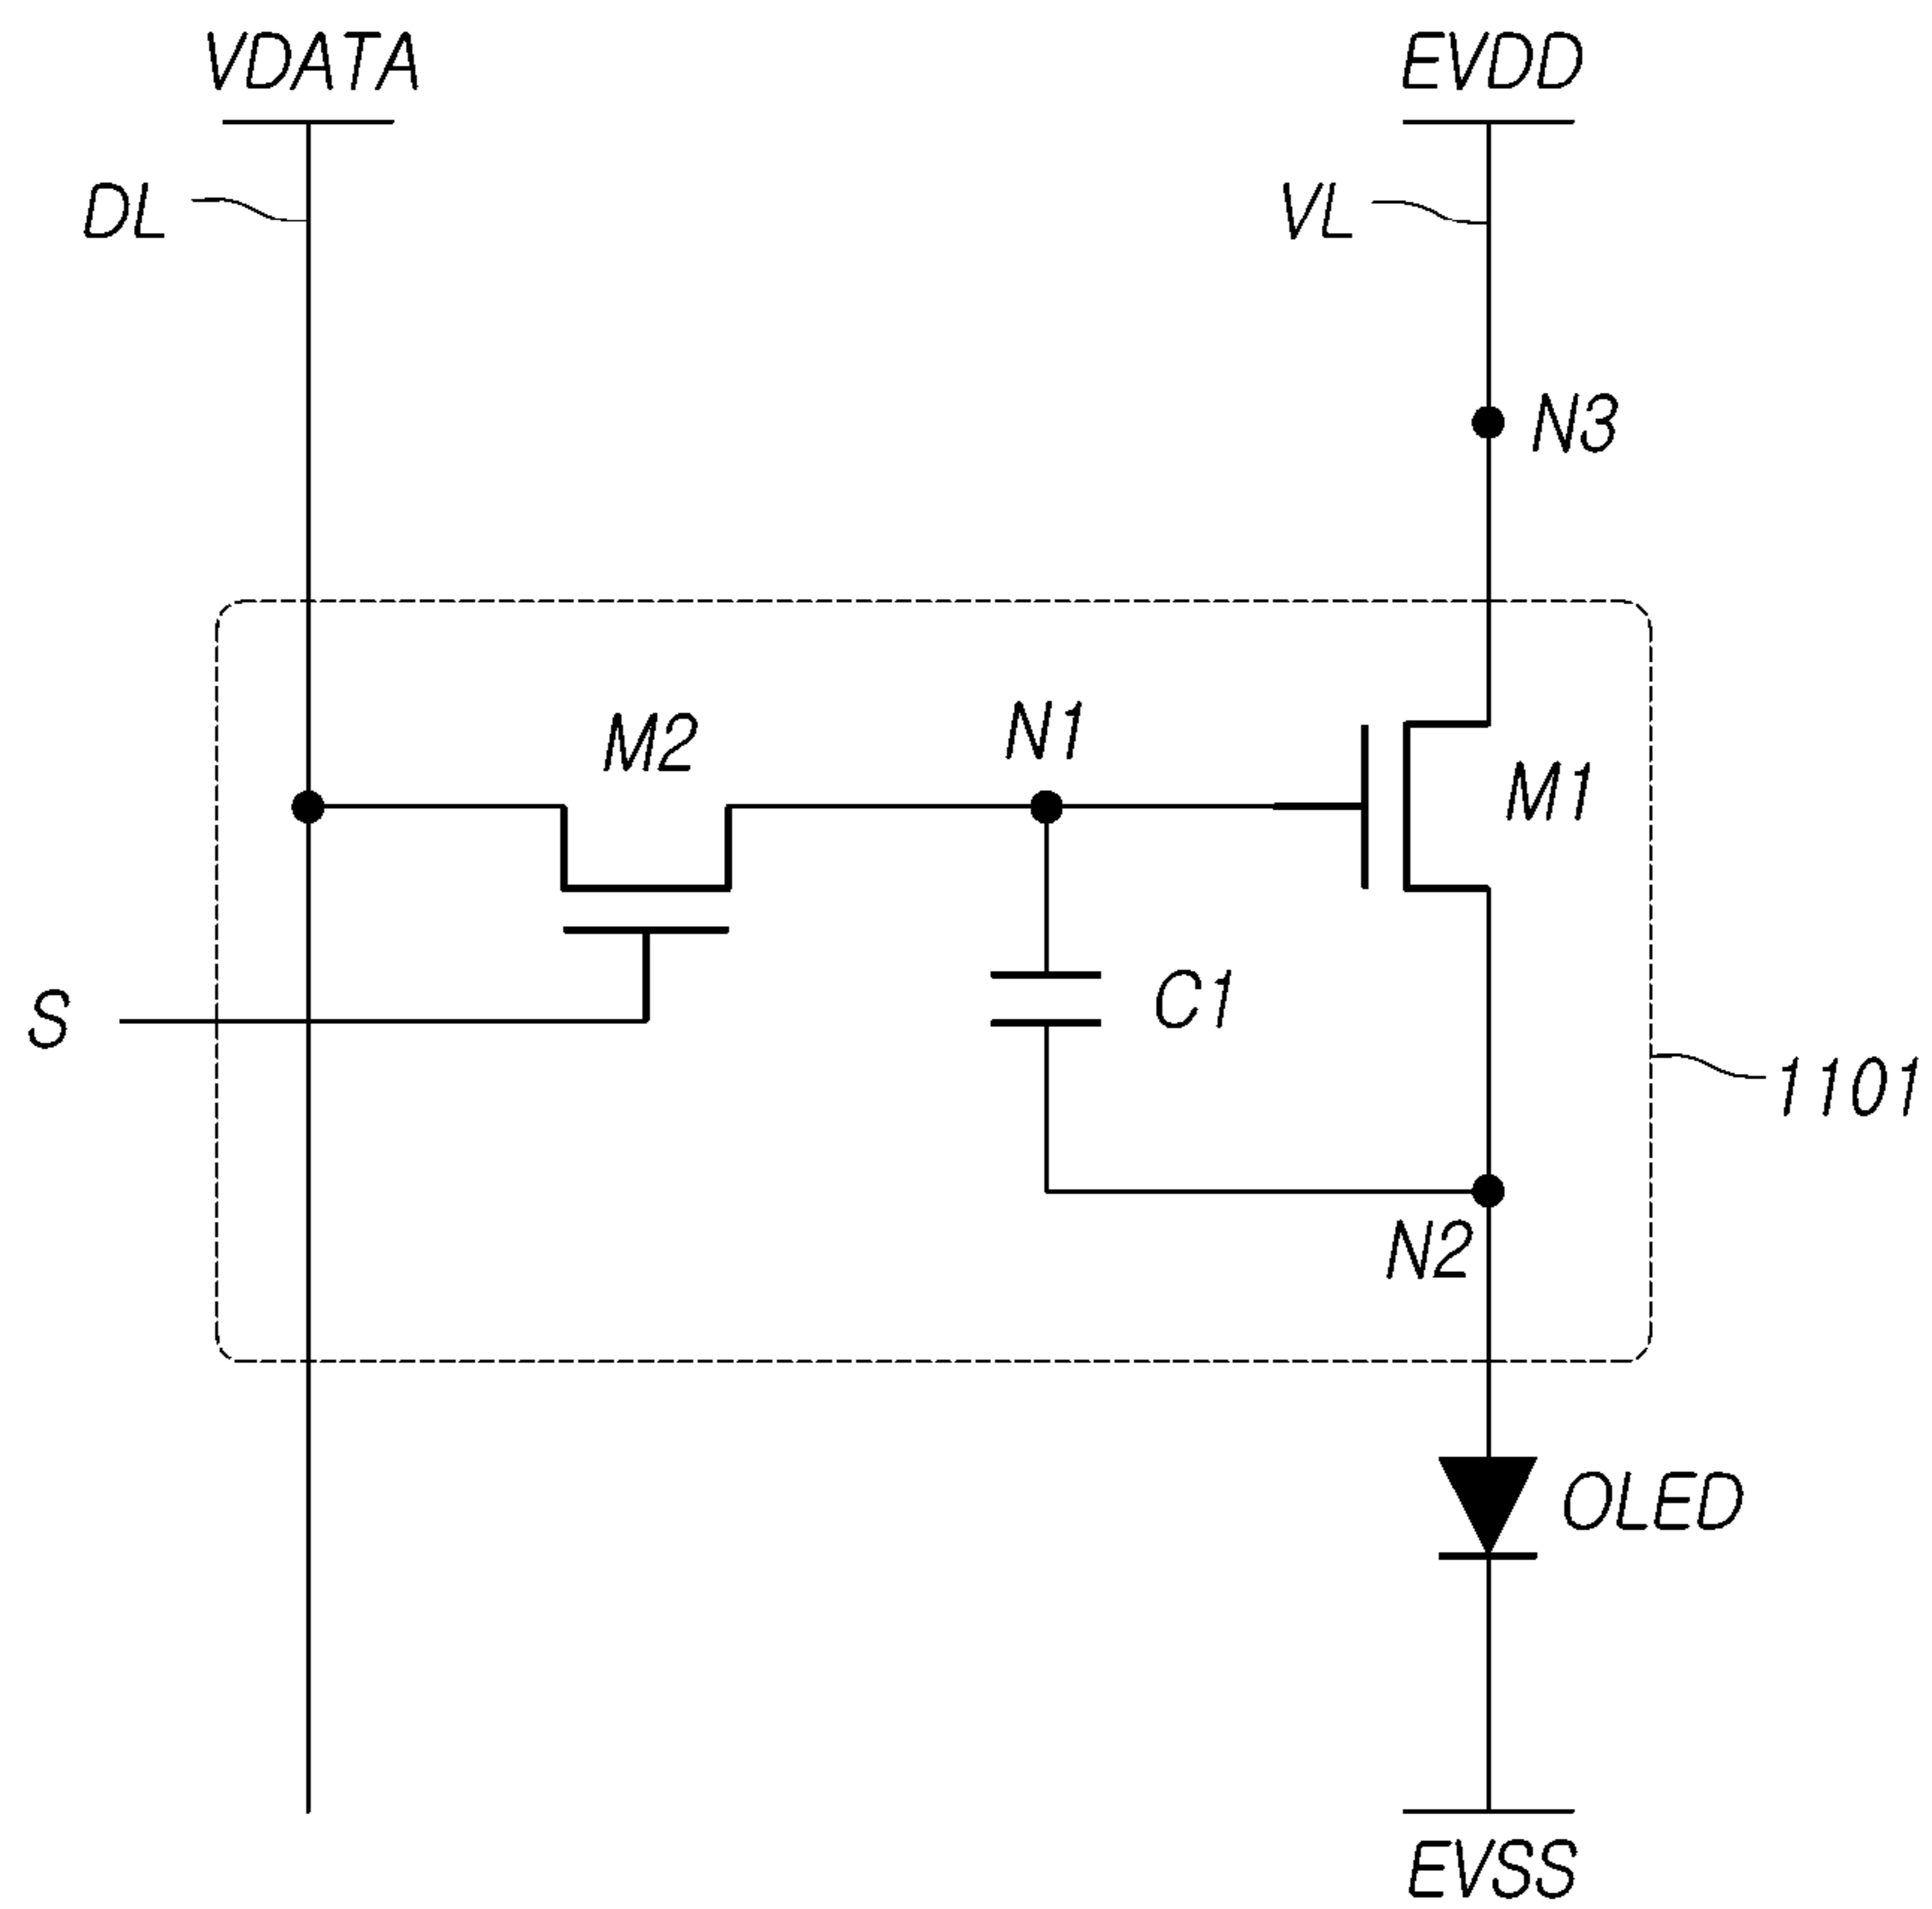 VDATA
EVDD
DL
VL
N3
M2
N1
M1
S
C1
1101
N2
OLED
EVSS